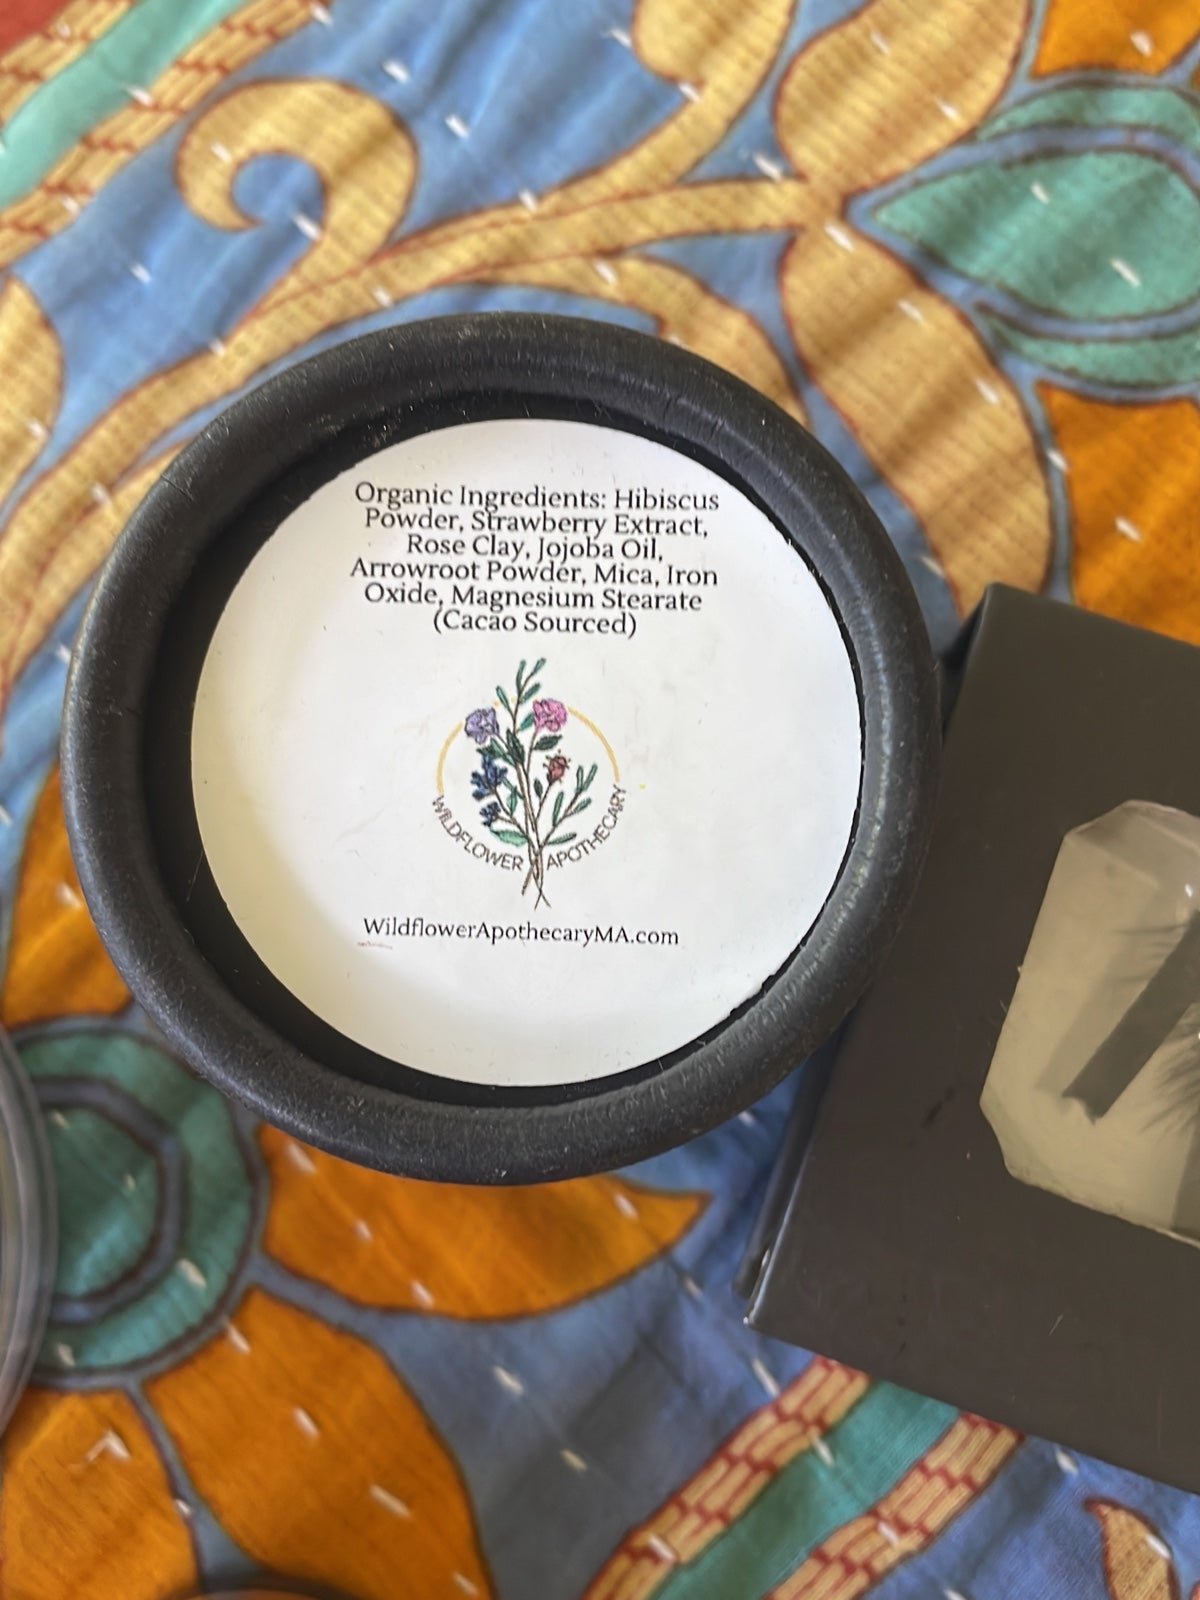 Organic Ingredients: Hibiscus
Powder, Strawberry Extract,
Rose Clay, Jojoba Oil,
Arrowroot Powder, Mica, Iron
Oxide, Magnesium Stearate
(Cacao Sourced)
WILDFLOWER APOTHECARY
WildflowerApothecaryMA.com